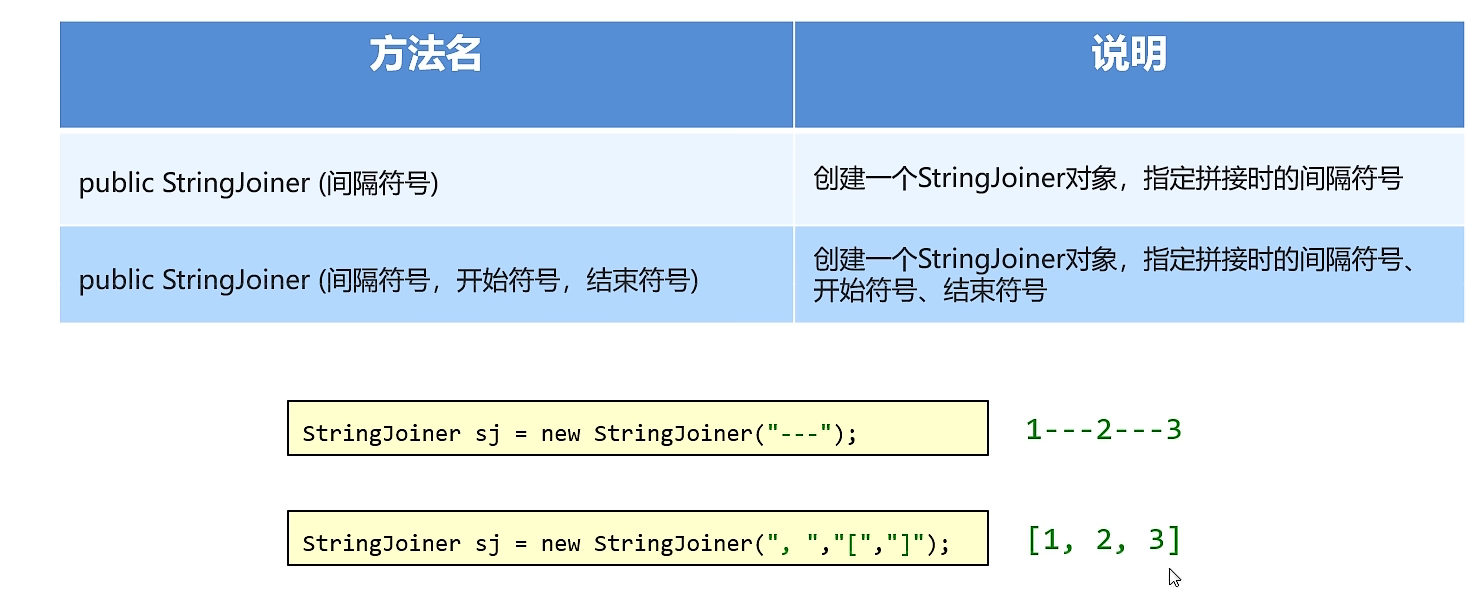 方法名
说明
public StringJoiner (间隔符号)
创建一个StringJoiner对象，指定拼接时的间隔符号
public StringJoiner (间隔符号，开始符号，结束符号)
创建一个StringJoiner对象，指定拼接时的间隔符号、
开始符号、结束符号
StringJoiner sj = new StringJoiner("---");
1---2---3
StringJoiner sj = new StringJoiner(", ","[","]");
[1, 2, 3]